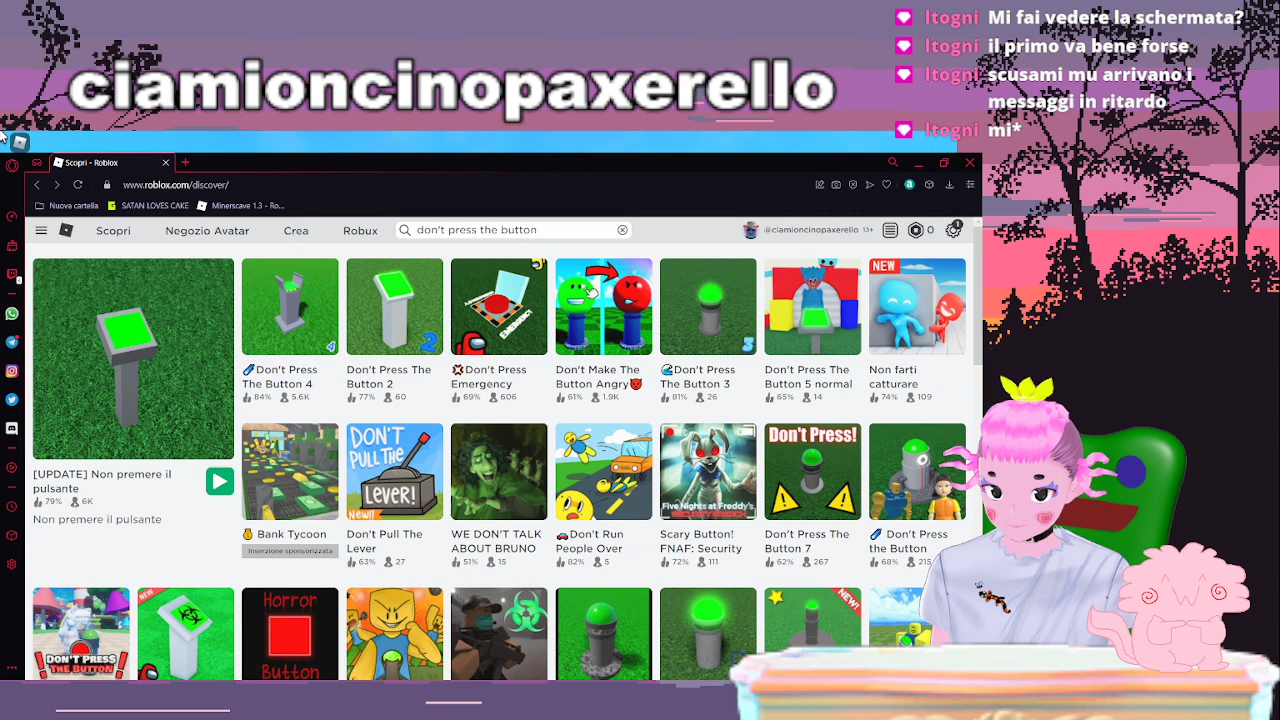 ltogni Mi fai vedere la schermata?
ltogni il primo va bene forse
ltogni scusami mu arrivano i
messaggi in ritardo
ltogni mi*
ciamioncinopaxerello
Scopri - Roblox
www.roblox.com/discover/
Nuova cartella SATAN LOVES CAKE Minerscave 1.3 - Ro...
Scopri Negozio Avatar Crea Robux don't press the button @ciamioncinopaxerello 13+ 0 1
4 2 EMERGENCY 3 NEW
Don't Press
The Button 4
84% 5.6K
Don't Press The
Button 2
77% 60
Don't Press
Emergency
69% 606
Don't Make The
Button Angry
61% 1.9K
Don't Press
The Button 3
81% 26
Don't Press The
Button 5 normal
65% 14
Non farti
catturare
74% 109
[UPDATE] Non premere il
pulsante
79% 6K
Non premere il pulsante
Bank Tycoon
Inserzione sponsorizzata
DON'T
PULL THE
LEVER!
New!!
Don't Pull The
Lever
63% 27
WE DON'T TALK
ABOUT BRUNO
51% 15
Don't Run
People Over
82% 5
Five Nights at Freddy's
Scary Button!
FNAF: Security
72% 111
Don't Press!
Don't Press The
Button 7
62% 267
Don't Press
the Button
68% 215
DON'T PRESS
THE BUTTON!
NEW
Horror
Button
NEW!